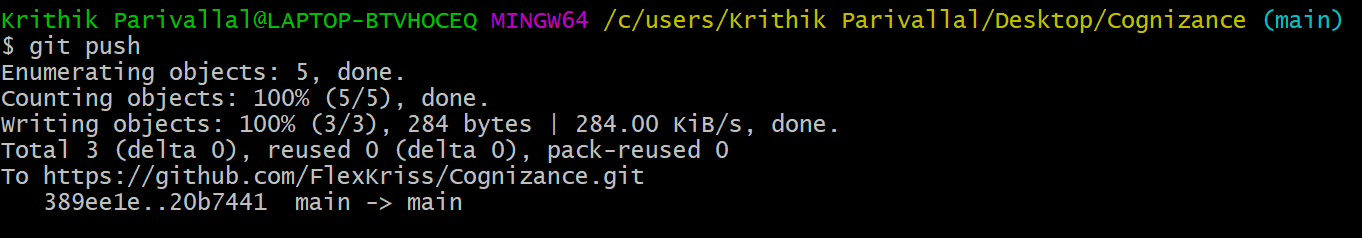 Krithik Parivallal@LAPTOP-BTVHOCEQ MINGW64 /c/users/Krithik Parivallal/Desktop/Cognizance (main)
$ git push
Enumerating objects: 5, done.
Counting objects: 100% (5/5), done.
Writing objects: 100% (3/3), 284 bytes | 284.00 KiB/s, done.
Total 3 (delta 0), reused 0 (delta 0), pack-reused 0
To https://github.com/FlexKriss/Cognizance.git
   389ee1e..20b7441  main -> main